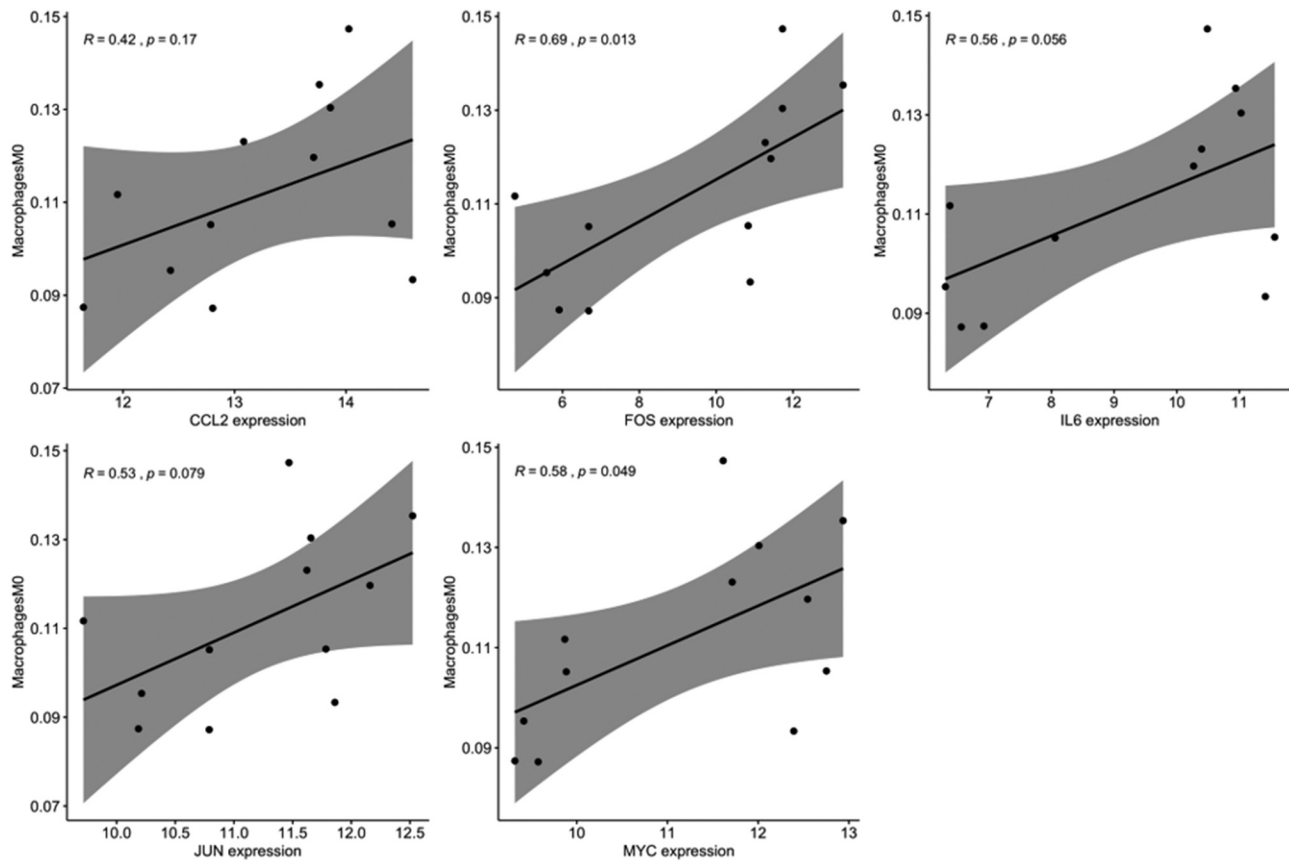 R = 0.42 , p = 0.17
MacrophagesM0
0.15
0.13
0.11
0.09
0.07
12 13 14
CCL2 expression
R = 0.69 , p = 0.013
MacrophagesM0
0.15
0.13
0.11
0.09
6 8 10 12
FOS expression
R = 0.56 , p = 0.056
MacrophagesM0
0.15
0.13
0.11
0.09
7 8 9 10 11
IL6 expression
R = 0.53 , p = 0.079
MacrophagesM0
0.15
0.13
0.11
0.09
0.07
10.0 10.5 11.0 11.5 12.0 12.5
JUN expression
R = 0.58 , p = 0.049
MacrophagesM0
0.15
0.13
0.11
0.09
10 11 12 13
MYC expression